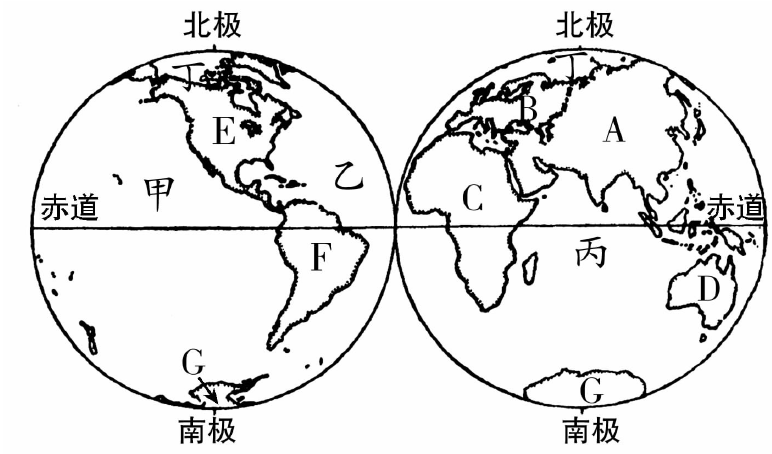 北极 北极
丁 丁
E B A
甲 乙 C
赤道 赤道
F 丙 D
G G
南极 南极